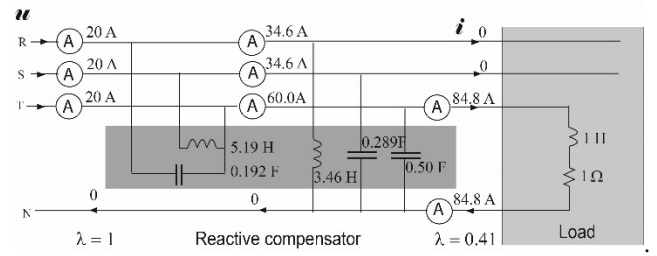 u
R A 20 A A 34.6 A i 0
S A 20 A A 34.6 A 0
T A 20 A A 60.0A A 84.8 A
1 H
5.19 H 0.289F
0.192 F 3.46 H 0.50 F 1Ω
0 0 A 84.8 A
N
λ = 1 Reactive compensator λ = 0.41 Load